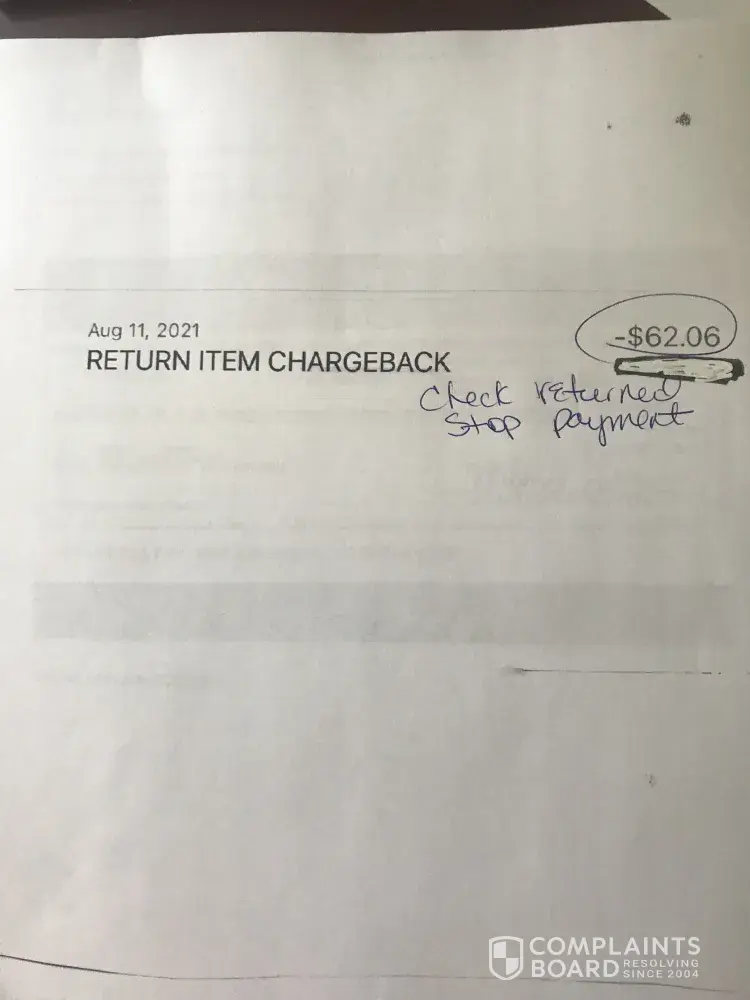 Aug 11, 2021
-$62.06
RETURN ITEM CHARGEBACK
Check returned
Stop payment
COMPLAINTS
BOARD RESOLVING
SINCE 2004